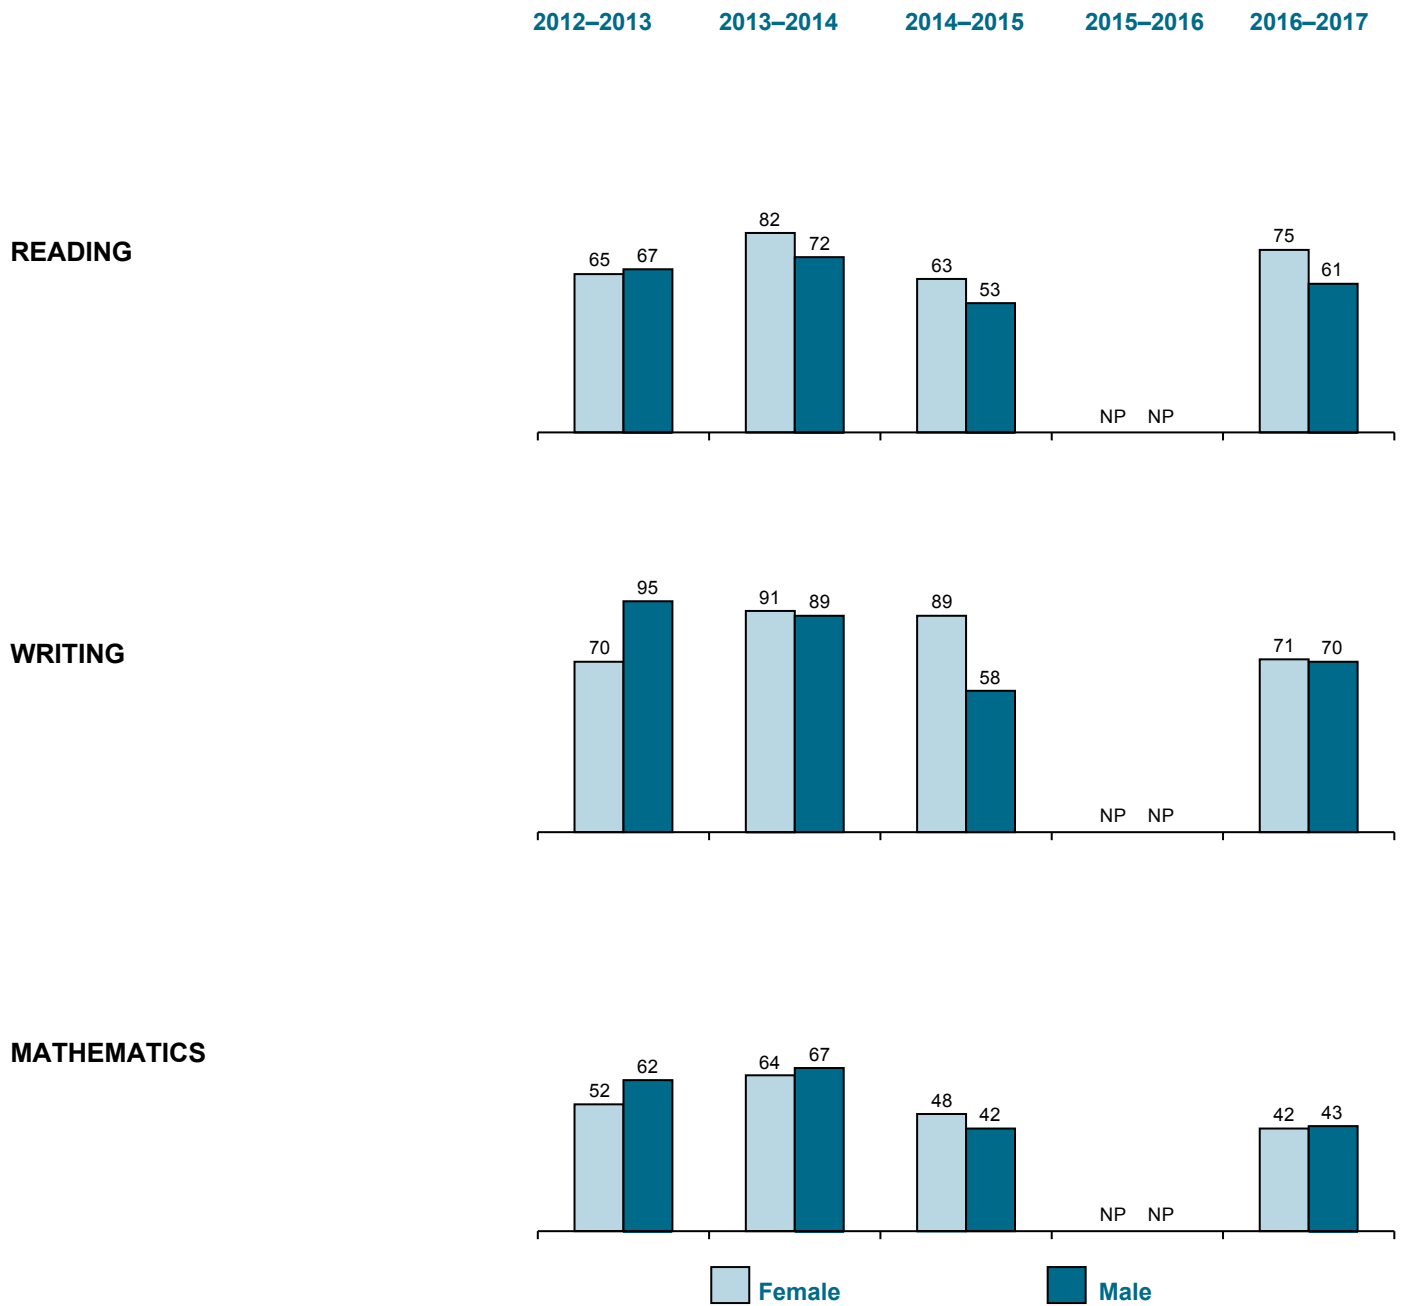 2012–2013 2013–2014 2014–2015 2015–2016 2016–2017
READING
65 67 82 72 63 53 NP NP 75 61
WRITING
70 95 91 89 89 58 NP NP 71 70
MATHEMATICS
52 62 64 67 48 42 NP NP 42 43
Female Male